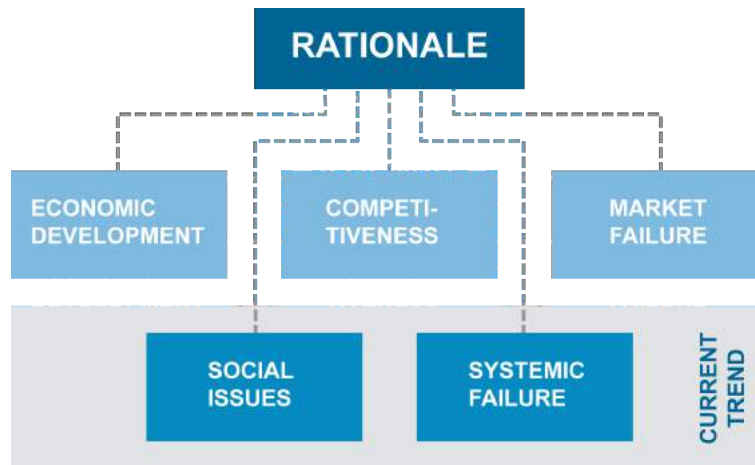 RATIONALE
ECONOMIC
DEVELOPMENT
COMPETI-
TIVENESS
MARKET
FAILURE
SOCIAL
ISSUES
SYSTEMIC
FAILURE
CURRENT
TREND